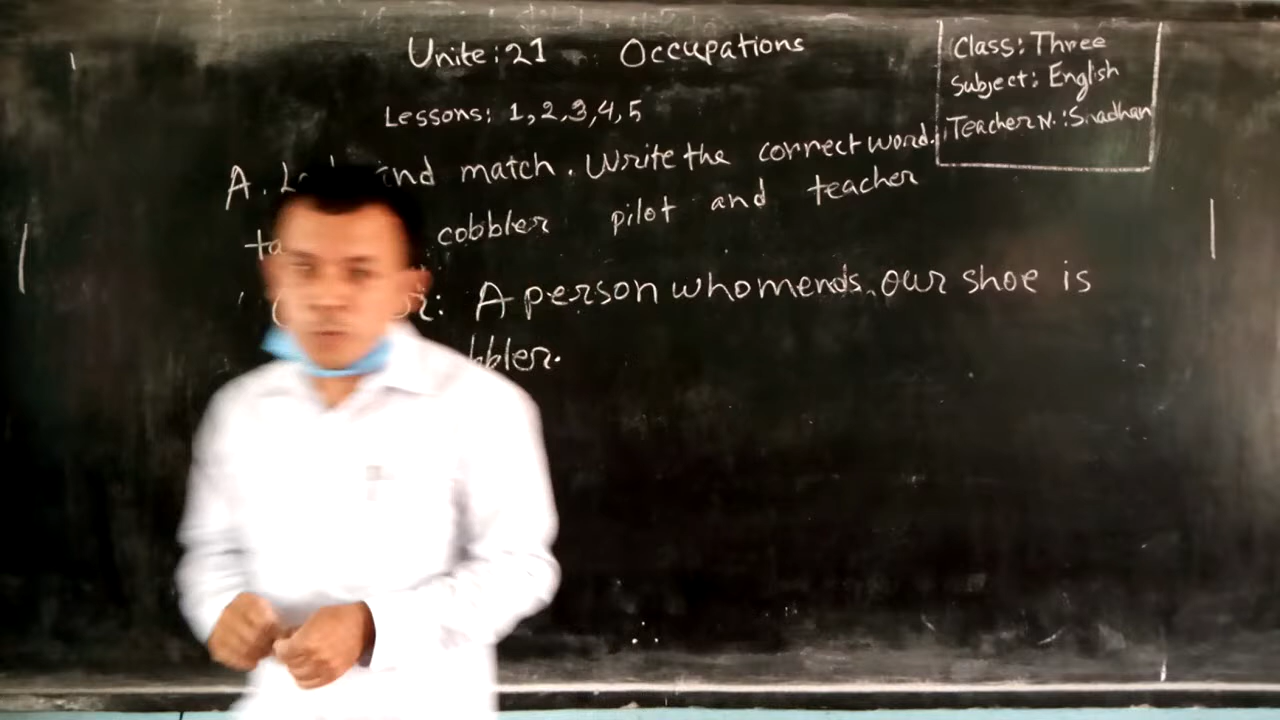 Unite: 21 Occupations
Class: Three
Subject: English
Teacher N.: Snadhan
Lessons: 1, 2, 3, 4, 5
A. and match. Write the correct word.
cobbler pilot and teacher
A person who mends our shoe is